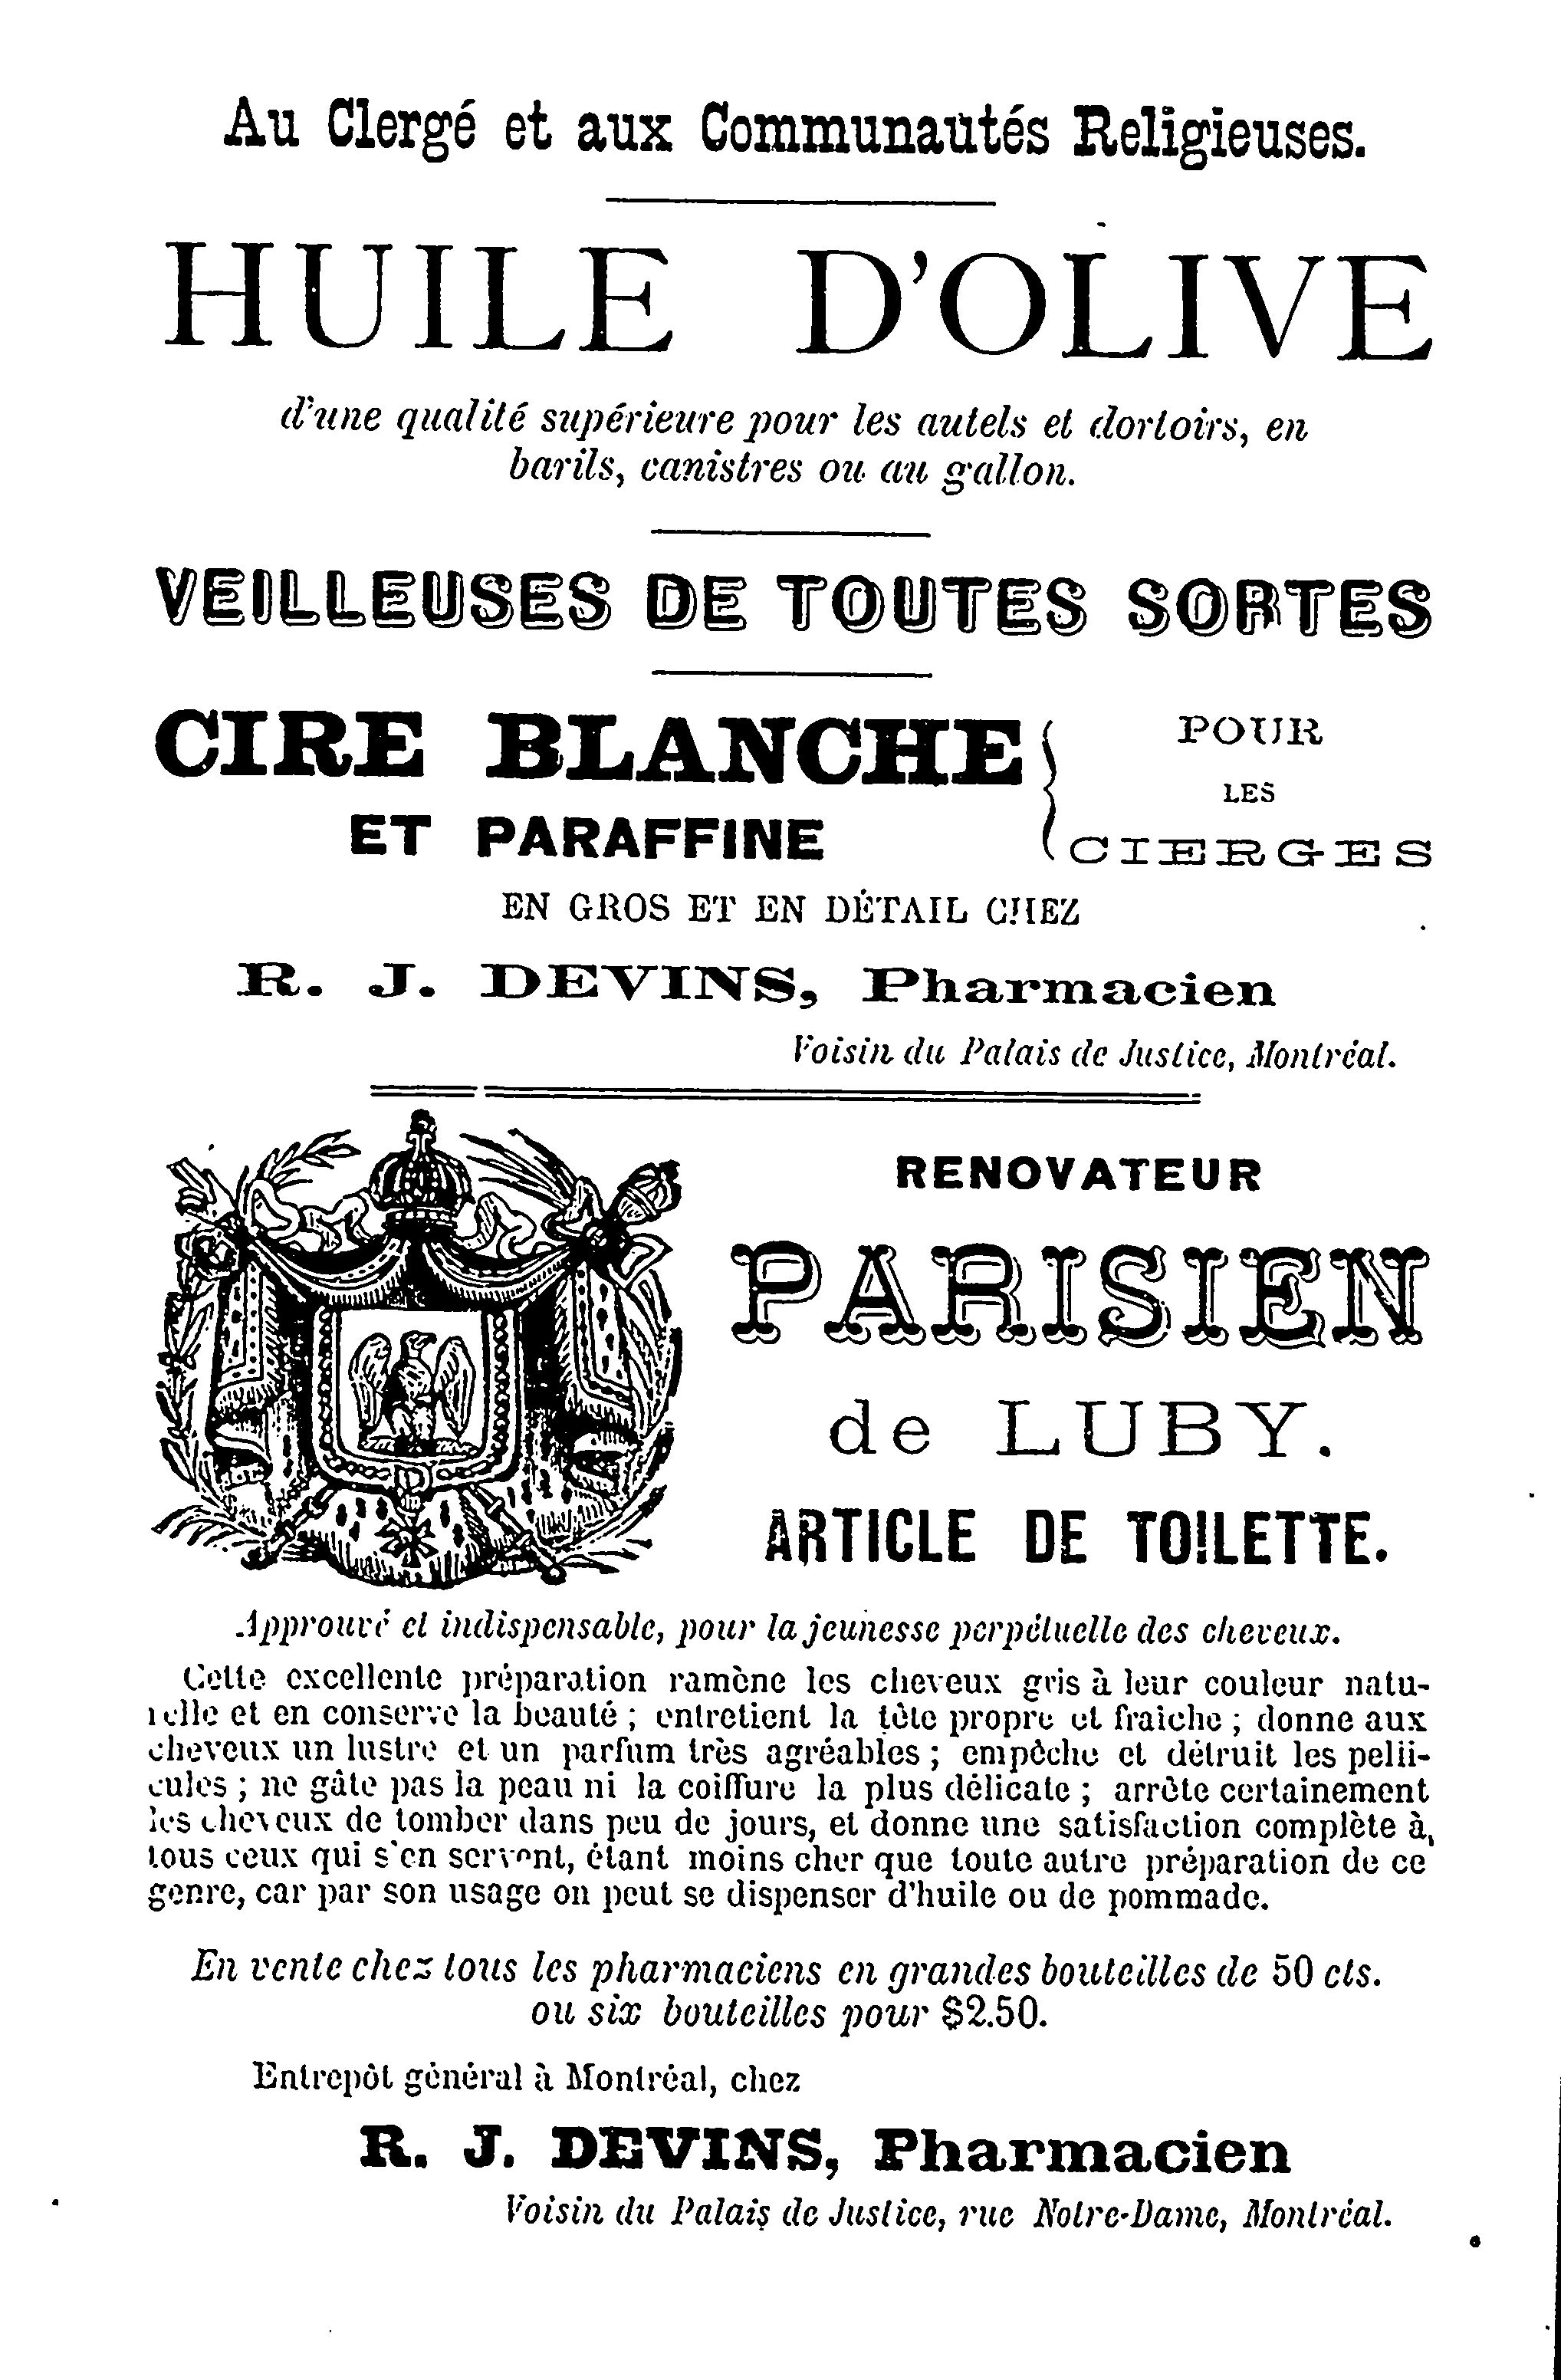 Au Clergé et aux Communautés Religieuses.
HUILE D'OLIVE
d'une qualité supérieure pour les autels et dortoirs, en
barils, canistres ou au gallon.
VEILLEUSES DE TOUTES SORTES
CIRE BLANCHE
ET PARAFFINE
POUR
LES
CIERGES
EN GROS ET EN DÉTAIL CHEZ
R. J. DEVINS, Pharmacien
Voisin du Palais de Justice, Montréal.
RENOVATEUR
PARISIEN
de LUBY.
ARTICLE DE TOILETTE.
Approuvé et indispensable, pour la jeunesse perpétuelle des cheveux.
Cette excellente préparation ramène les cheveux gris à leur couleur natu-
relle et en conserve la beauté ; entretient la tête propre et fraîche ; donne aux
cheveux un lustre et un parfum très agréables ; empêche et détruit les pelli-
cules ; ne gâte pas la peau ni la coiffure la plus délicate ; arrête certainement
les cheveux de tomber dans peu de jours, et donne une satisfaction complète à
tous ceux qui s'en servent, étant moins cher que toute autre préparation de ce
genre, car par son usage on peut se dispenser d'huile ou de pommade.
En vente chez tous les pharmaciens en grandes bouteilles de 50 cts.
ou six bouteilles pour $2.50.
Entrepôt général à Montréal, chez
R. J. DEVINS, Pharmacien
Voisin du Palais de Justice, rue Notre-Dame, Montréal.